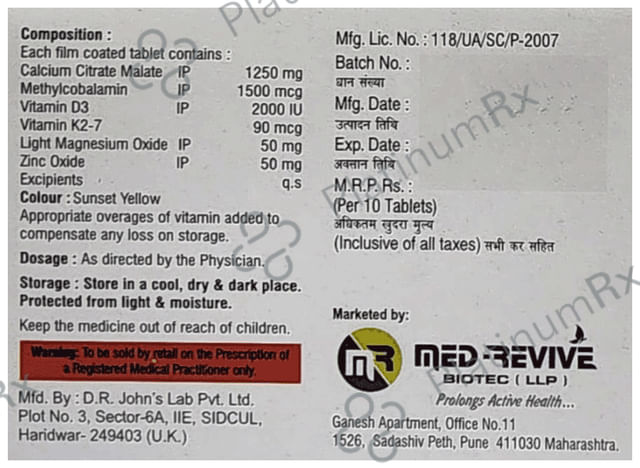 Composition :
Each film coated tablet contains :
Calcium Citrate Malate IP 1250 mg
Methylcobalamin IP 1500 mcg
Vitamin D3 IP 2000 IU
Vitamin K2-7 90 mcg
Light Magnesium Oxide IP 50 mg
Zinc Oxide IP 50 mg
Excipients q.s
Colour : Sunset Yellow
Appropriate overages of vitamin added to
compensate any loss on storage.
Dosage : As directed by the Physician.
Storage : Store in a cool, dry & dark place.
Protected from light & moisture.
Keep the medicine out of reach of children.
Warning: To be sold by retail on the Prescription of
a Registered Medical Practitioner only.
Mfd. By : D.R. John's Lab Pvt. Ltd.
Plot No. 3, Sector-6A, IIE, SIDCUL,
Haridwar- 249403 (U.K.)
Mfg. Lic. No. : 118/UA/SC/P-2007
Batch No. :
धान संख्या
Mfg. Date :
उत्पादन तिथि
Exp. Date :
अवसान तिथि
M.R.P. Rs. :
(Per 10 Tablets)
अधिकतम खुदरा मुल्य
(Inclusive of all taxes) सभी कर सहित
Marketed by:
MR
MED-REVIVE
BIOTEC ( LLP )
Prolongs Active Health...
Ganesh Apartment, Office No.11
1526, Sadashiv Peth, Pune 411030 Maharashtra.
PlatinumRx
PlatinumRx